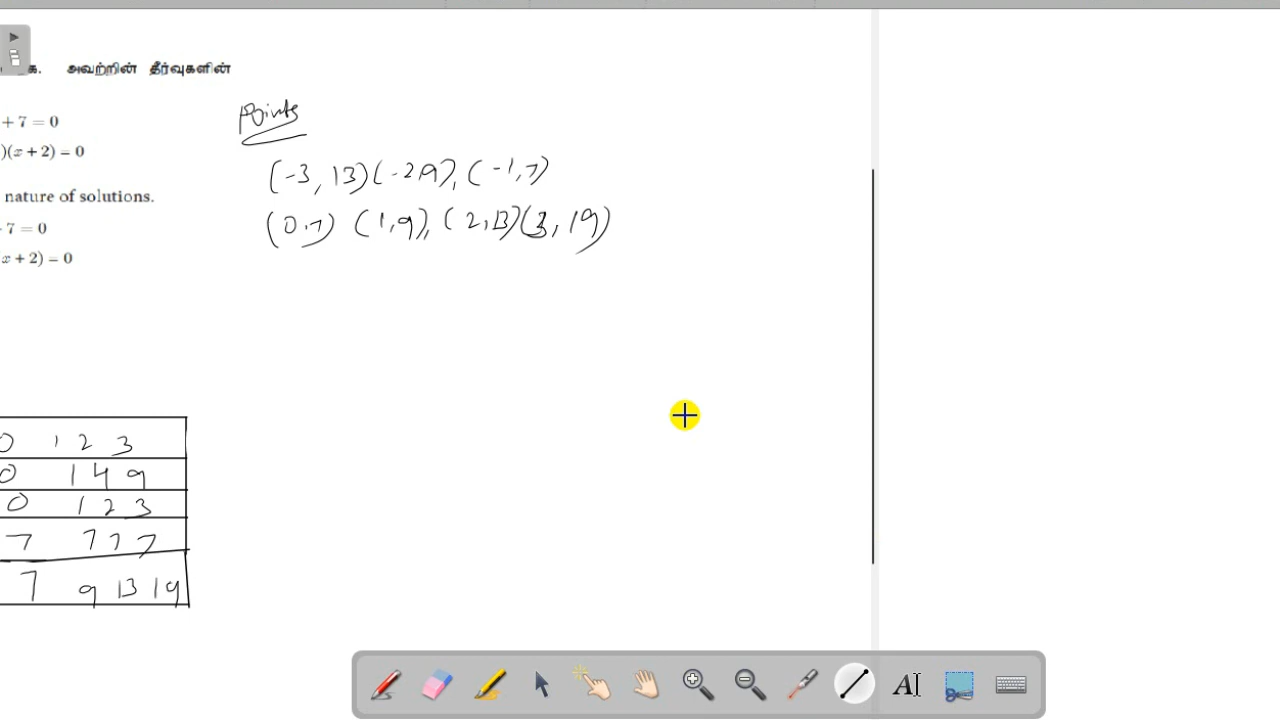 அவற்றின் தீர்வுகளின்
+ 7 = 0
)(x + 2) = 0
nature of solutions.
7 = 0
(x + 2) = 0
Points
(-3, 13) (-2, 9), (-1, 7)
(0, 7) (1, 9), (2, 13) (3, 19)
0 1 2 3
0 1 4 9
0 1 2 3
7 7 7 7
7 9 13 19
AI